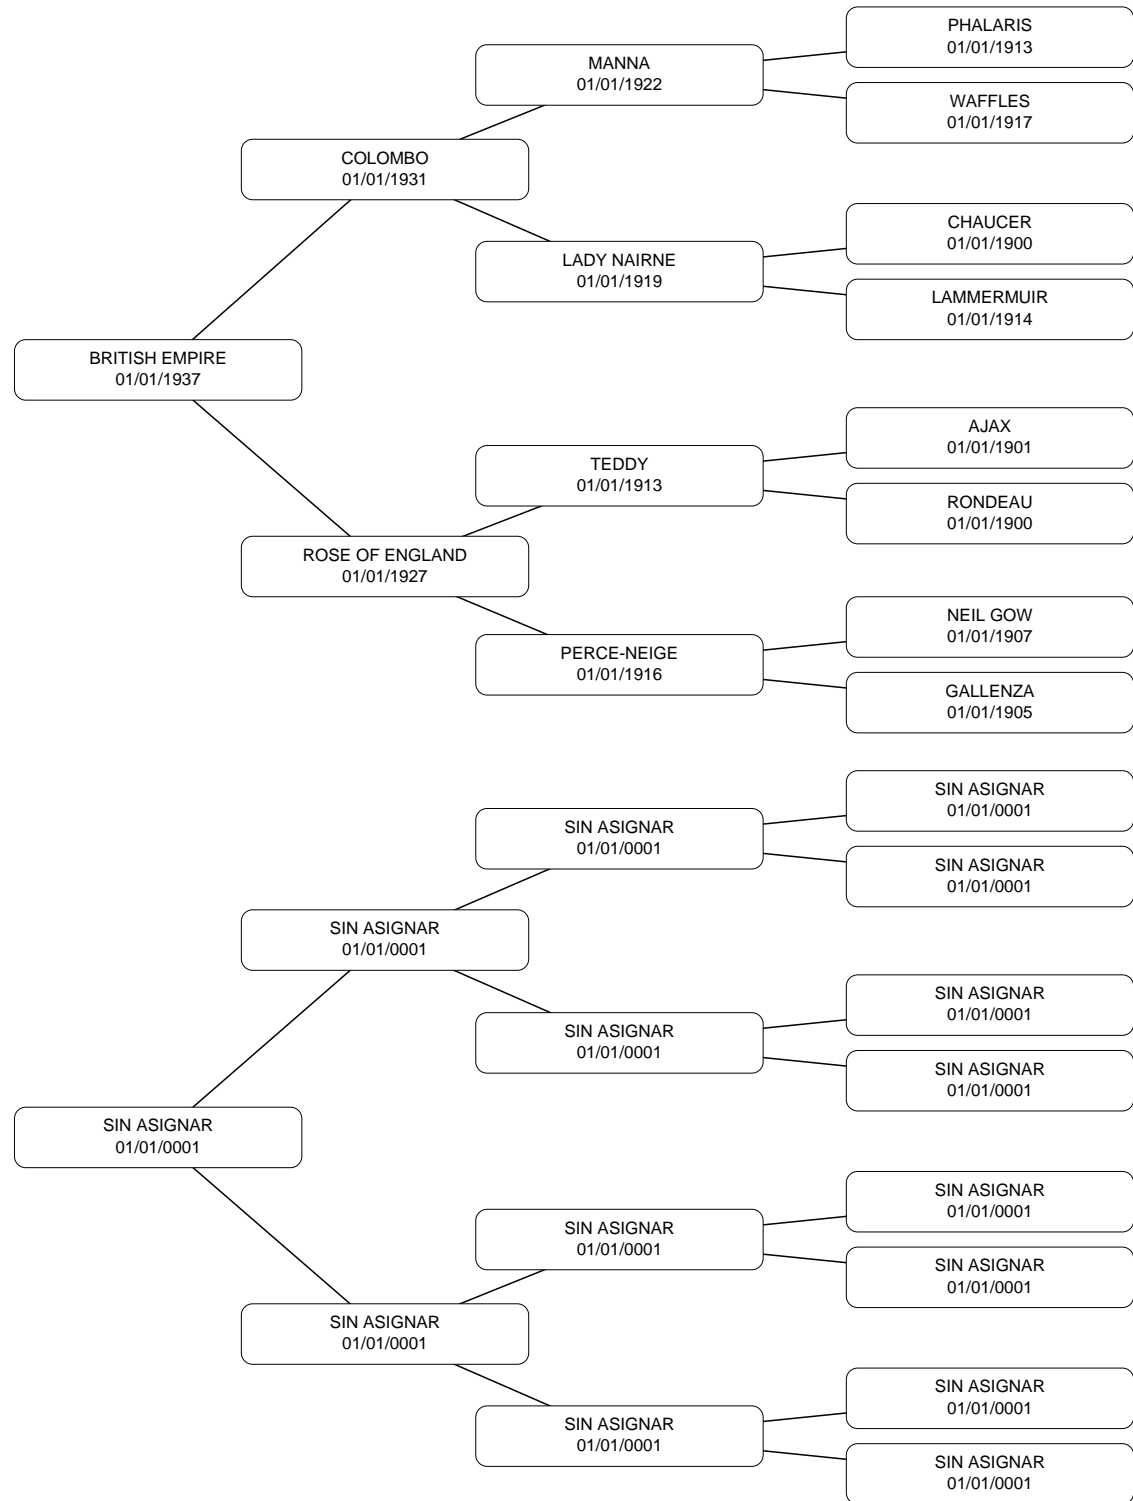 PHALARIS
01/01/1913
MANNA
01/01/1922
WAFFLES
01/01/1917
COLOMBO
01/01/1931
CHAUCER
01/01/1900
LADY NAIRNE
01/01/1919
LAMMERMUIR
01/01/1914
BRITISH EMPIRE
01/01/1937
AJAX
01/01/1901
TEDDY
01/01/1913
RONDEAU
01/01/1900
ROSE OF ENGLAND
01/01/1927
NEIL GOW
01/01/1907
PERCE-NEIGE
01/01/1916
GALLENZA
01/01/1905
SIN ASIGNAR
01/01/0001
SIN ASIGNAR
01/01/0001
SIN ASIGNAR
01/01/0001
SIN ASIGNAR
01/01/0001
SIN ASIGNAR
01/01/0001
SIN ASIGNAR
01/01/0001
SIN ASIGNAR
01/01/0001
SIN ASIGNAR
01/01/0001
SIN ASIGNAR
01/01/0001
SIN ASIGNAR
01/01/0001
SIN ASIGNAR
01/01/0001
SIN ASIGNAR
01/01/0001
SIN ASIGNAR
01/01/0001
SIN ASIGNAR
01/01/0001
SIN ASIGNAR
01/01/0001